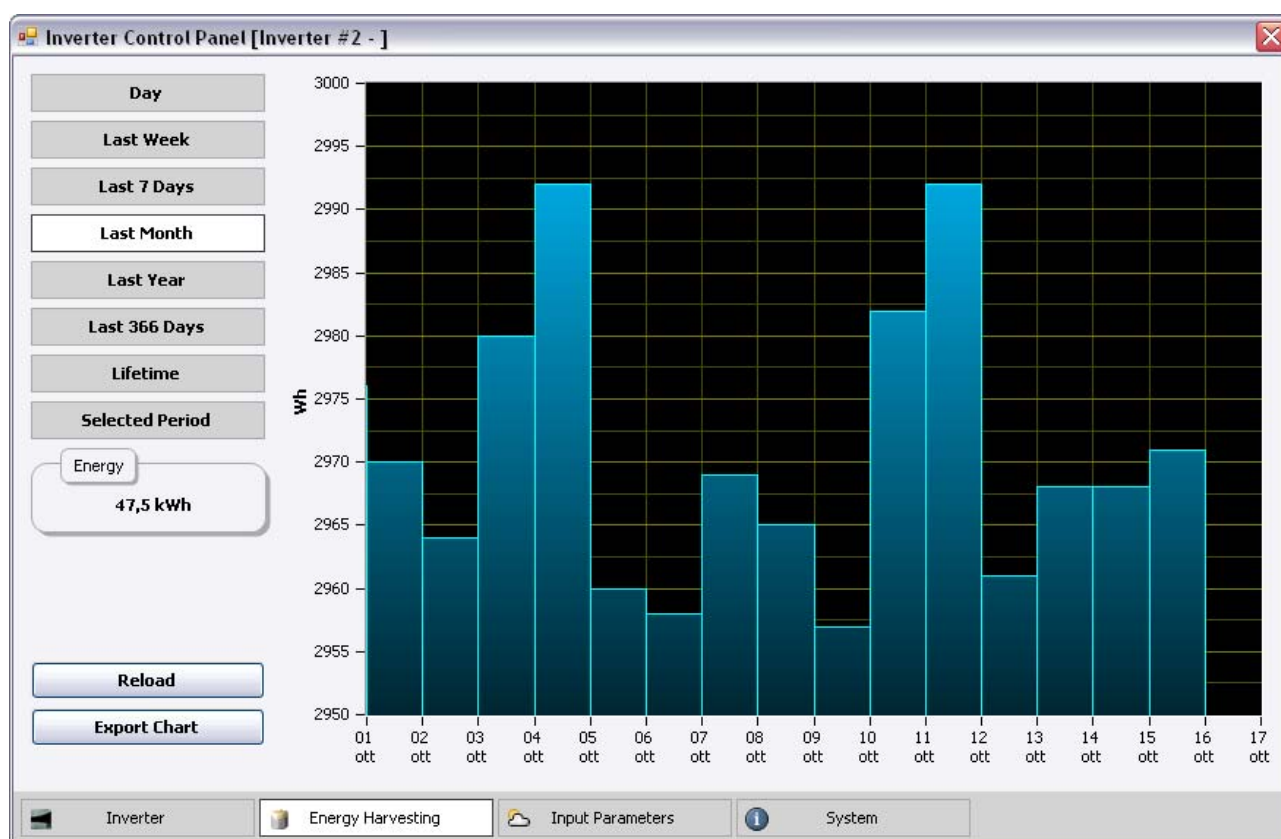 Inverter Control Panel [Inverter #2 - ]
Day
Last Week
Last 7 Days
Last Month
Last Year
Last 366 Days
Lifetime
Selected Period
Energy
47,5 kWh
Reload
Export Chart
Wh
3000
2995
2990
2985
2980
2975
2970
2965
2960
2955
2950
01 02 03 04 05 06 07 08 09 10 11 12 13 14 15 16 17
ott ott ott ott ott ott ott ott ott ott ott ott ott ott ott ott ott
Inverter Energy Harvesting Input Parameters System